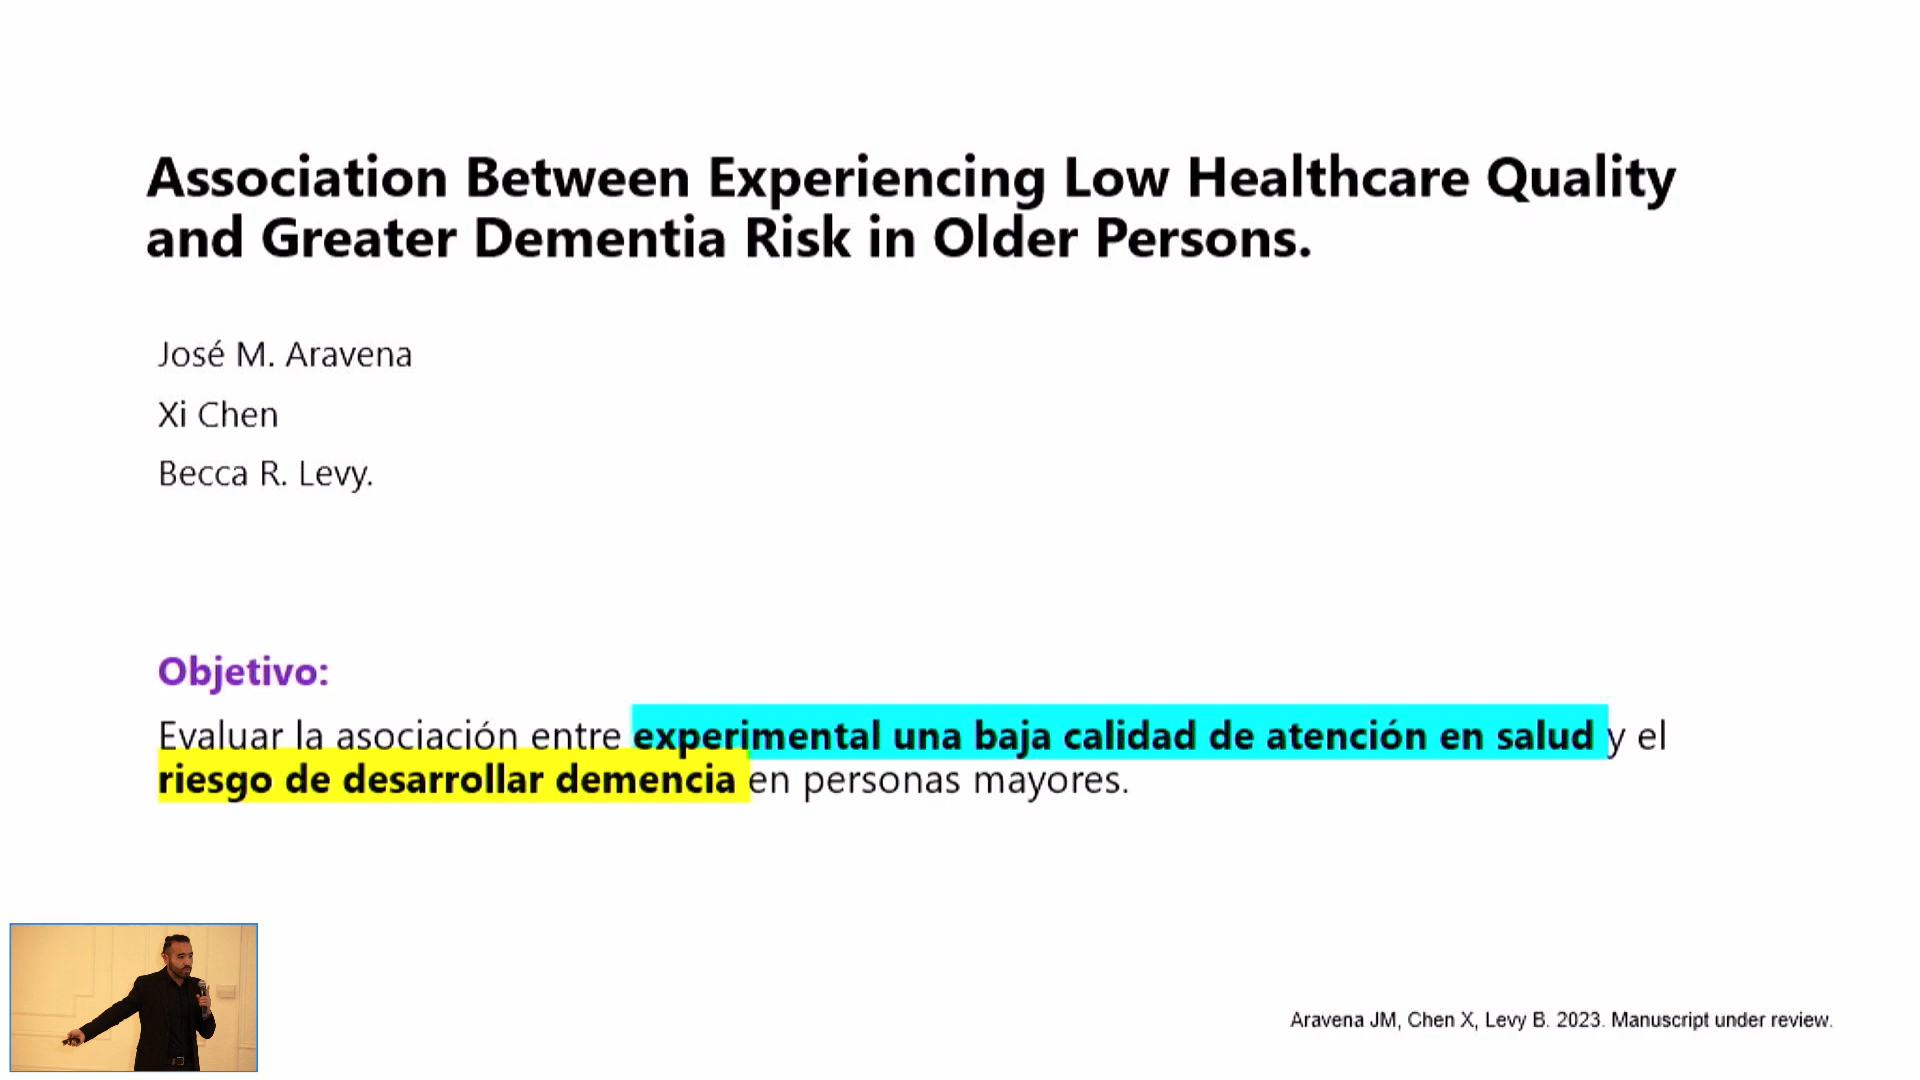 Association Between Experiencing Low Healthcare Quality
and Greater Dementia Risk in Older Persons.
José M. Aravena
Xi Chen
Becca R. Levy.
Objetivo:
Evaluar la asociación entre experimental una baja calidad de atención en salud y el
riesgo de desarrollar demencia en personas mayores.
Aravena JM, Chen X, Levy B. 2023. Manuscript under review.